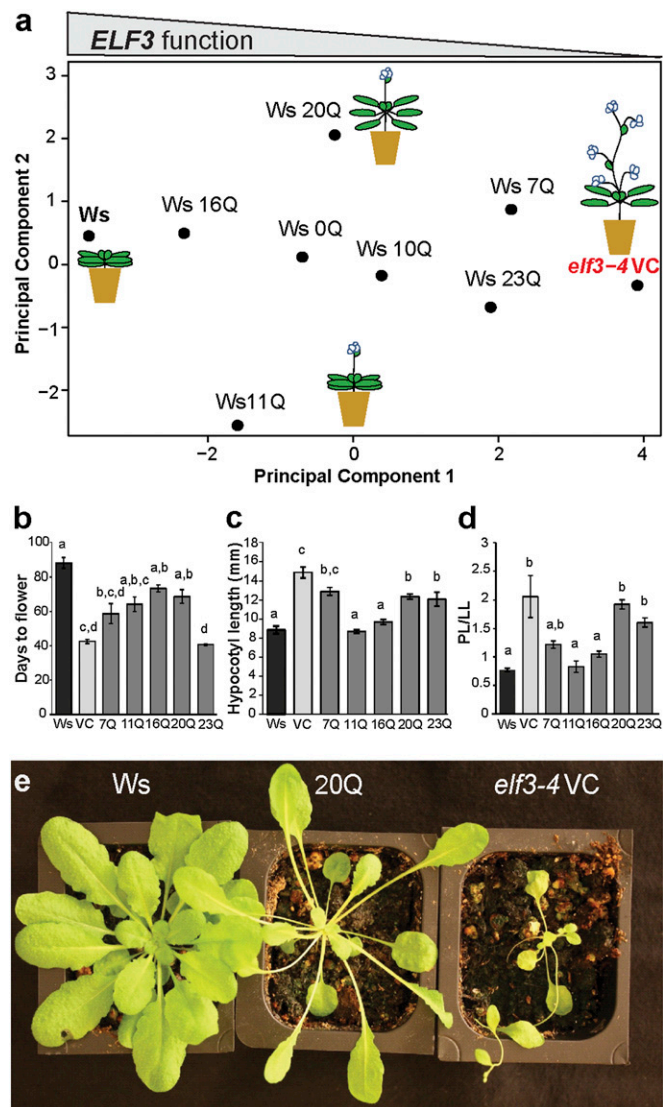 a
ELF3 function
3
2
1
0
−1
−2
Principal Component 2
Ws 20Q
Ws 7Q
Ws
Ws 16Q
Ws 0Q
Ws 10Q
elf3−4 VC
Ws 23Q
Ws11Q
−2 0 2 4
Principal Component 1
b c d
100
80
60
40
20
0
Days to flower
a
c,d
b,c,d
a,b,c
a,b
a,b
d
Ws VC 7Q 11Q 16Q 20Q 23Q
18
16
14
12
10
8
6
4
2
0
Hypocotyl length (mm)
a
c
b,c
a
a
b
b
Ws VC 7Q 11Q 16Q 20Q 23Q
2.5
2
1.5
1
0.5
0
PL/LL
a
b
a,b
a
a
b
b
Ws VC 7Q 11Q 16Q 20Q 23Q
e Ws 20Q elf3-4 VC